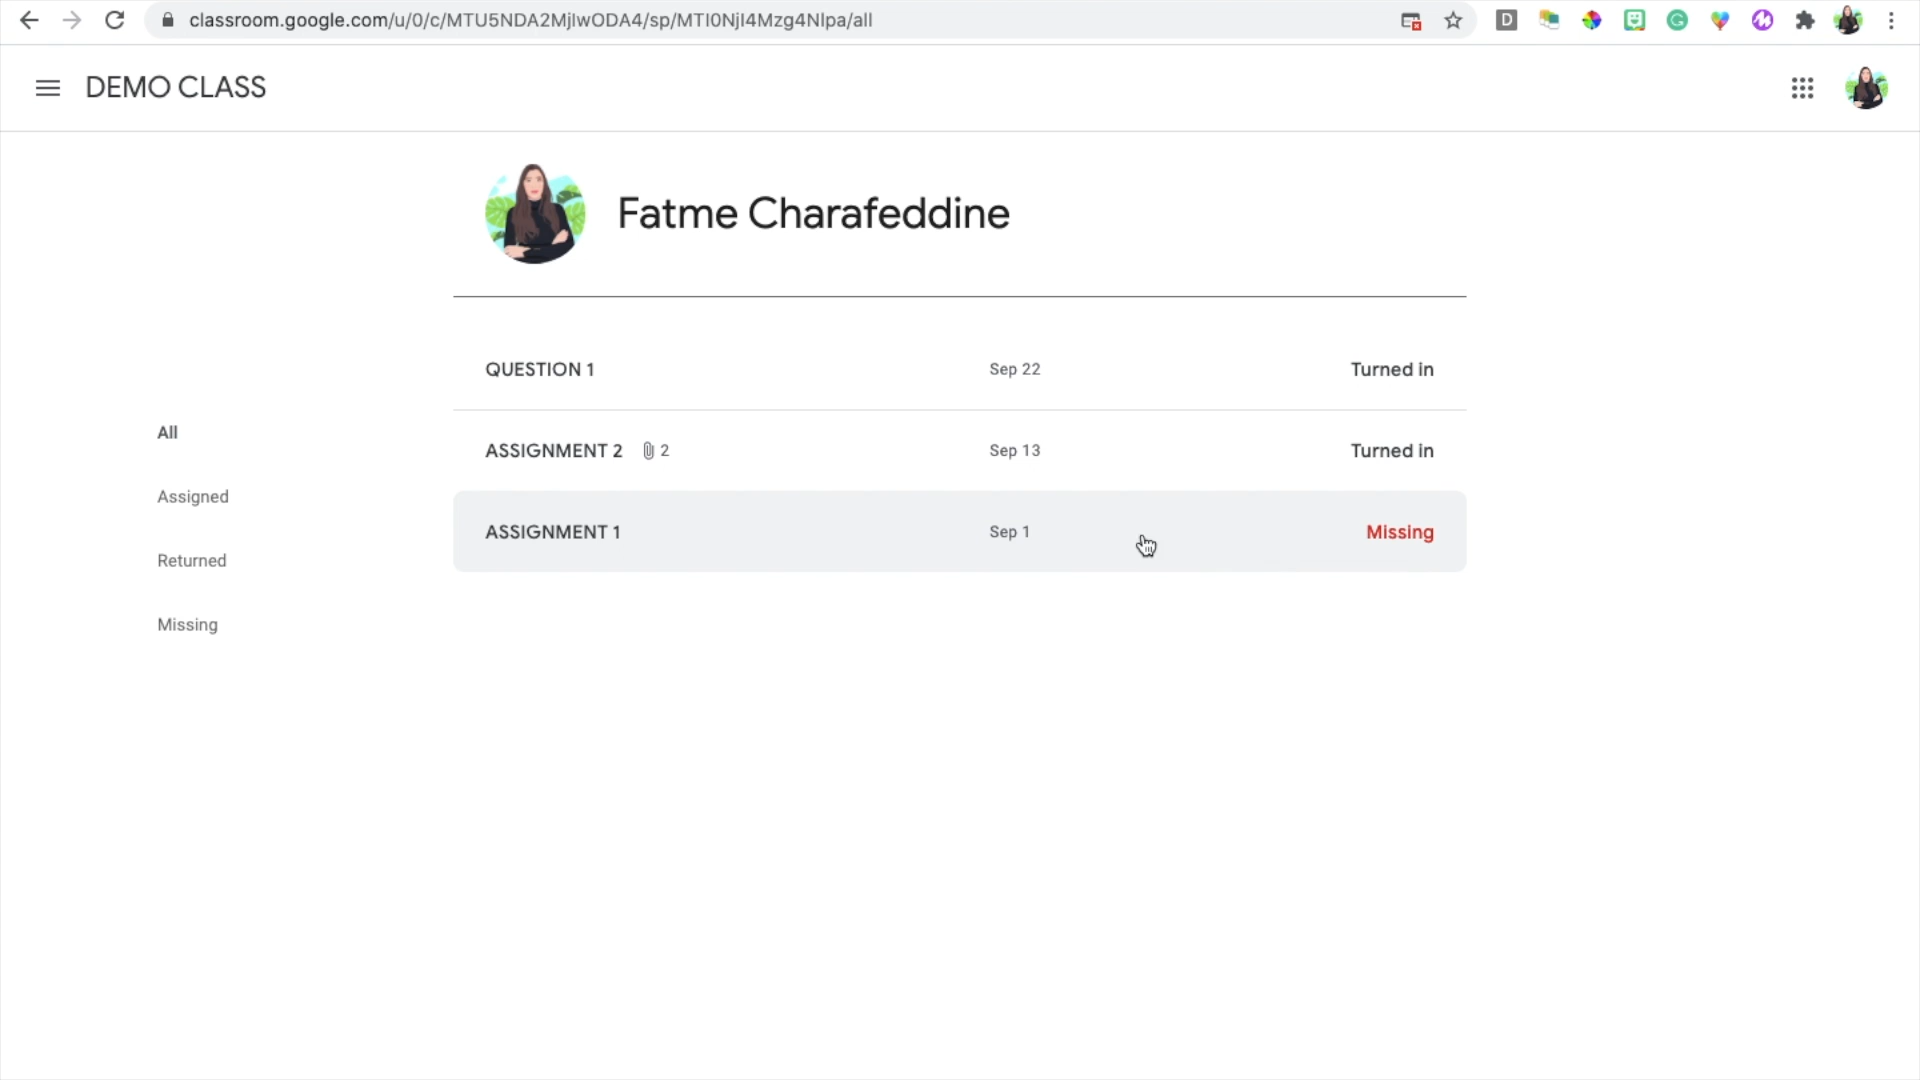 classroom.google.com/u/0/c/MTU5NDA2MjIwODA4/sp/MTI0NjI4Mzg4NIpa/all
D
DEMO CLASS
Fatme Charafeddine
QUESTION 1 Sep 22 Turned in
All
ASSIGNMENT 2 2 Sep 13 Turned in
Assigned
ASSIGNMENT 1 Sep 1 Missing
Returned
Missing